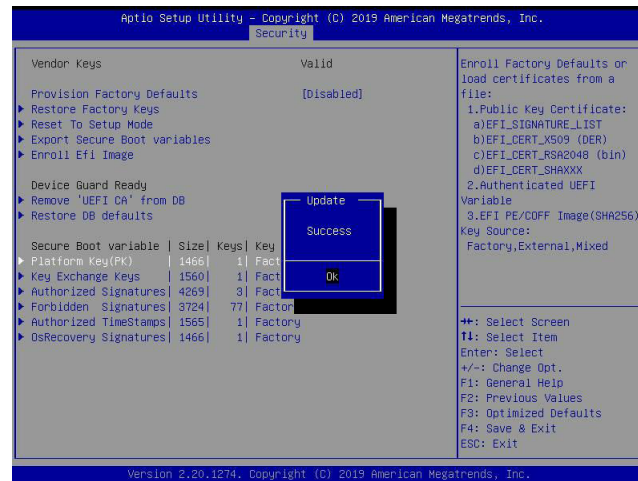 Aptio Setup Utility – Copyright (C) 2019 American Megatrends, Inc.
Security
Vendor Keys Valid
Provision Factory Defaults [Disabled]
Restore Factory Keys
Reset To Setup Mode
Export Secure Boot variables
Enroll Efi Image
Device Guard Ready
Remove 'UEFI CA' from DB
Restore DB defaults
Secure Boot variable | Size| Keys| Key
Platform Key(PK) | 1466| 1| Fact
Key Exchange Keys | 1560| 1| Fact
Authorized Signatures| 4269| 3| Fact
Forbidden Signatures| 3724| 77| Factor
Authorized TimeStamps| 1565| 1| Factory
OsRecovery Signatures| 1466| 1| Factory
Update
Success
Ok
Enroll Factory Defaults or
load certificates from a
file:
1.Public Key Certificate:
a)EFI_SIGNATURE_LIST
b)EFI_CERT_X509 (DER)
c)EFI_CERT_RSA2048 (bin)
d)EFI_CERT_SHAXXX
2.Authenticated UEFI
Variable
3.EFI PE/COFF Image(SHA256)
Key Source:
Factory,External,Mixed
→←: Select Screen
↑↓: Select Item
Enter: Select
+/-: Change Opt.
F1: General Help
F2: Previous Values
F3: Optimized Defaults
F4: Save & Exit
ESC: Exit
Version 2.20.1274. Copyright (C) 2019 American Megatrends, Inc.